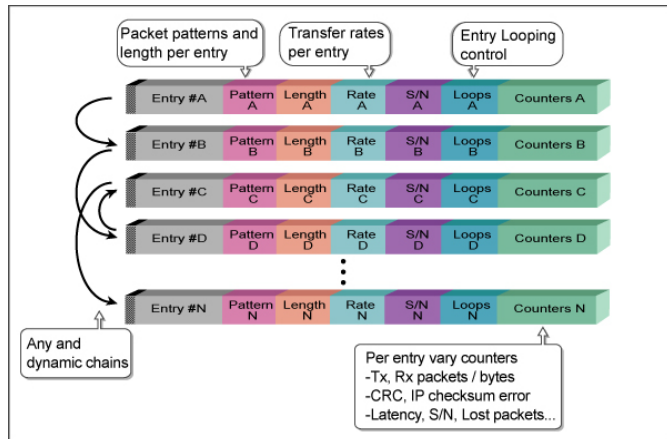 Packet patterns and
length per entry
Transfer rates
per entry
Entry Looping
control
Entry #A Pattern A Length A Rate A S/N A Loops A Counters A
Entry #B Pattern B Length B Rate B S/N B Loops B Counters B
Entry #C Pattern C Length C Rate C S/N C Loops C Counters C
Entry #D Pattern D Length D Rate D S/N D Loops D Counters D
Entry #N Pattern N Length N Rate N S/N N Loops N Counters N
Any and
dynamic chains
Per entry vary counters
-Tx, Rx packets / bytes
-CRC, IP checksum error
-Latency, S/N, Lost packets...